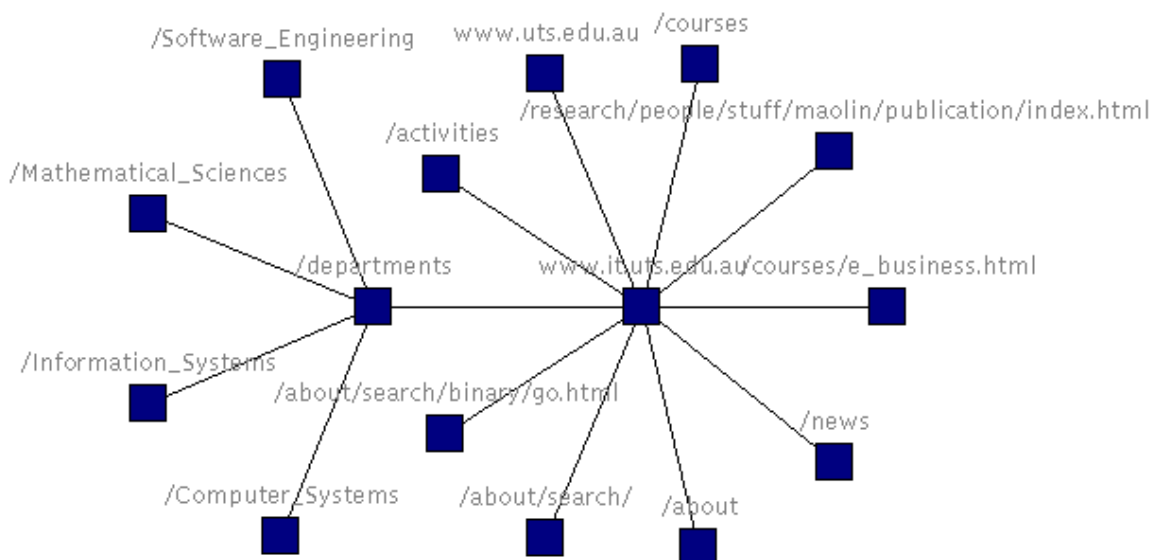 /Software_Engineering
www.uts.edu.au
/courses
/research/people/stuff/maolin/publication/index.html
/activities
/Mathematical_Sciences
/departments
www.it.uts.edu.au
/courses/e_business.html
/Information_Systems
/about/search/binary/go.html
/news
/Computer_Systems
/about/search/
/about